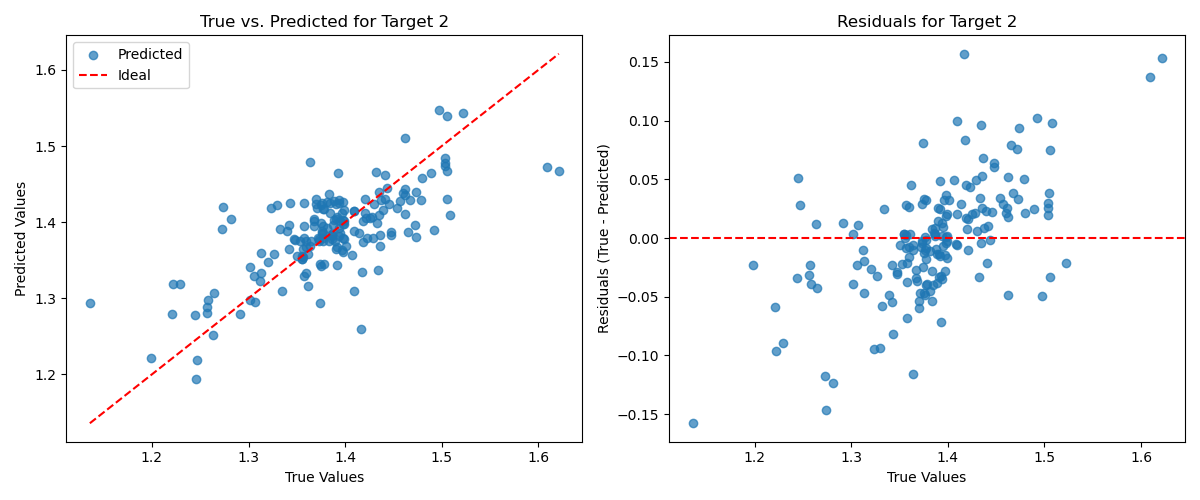 True vs. Predicted for Target 2
Predicted
Ideal
1.6
1.5
1.4
1.3
1.2
Predicted Values
1.2 1.3 1.4 1.5 1.6
True Values
Residuals for Target 2
0.15
0.10
0.05
0.00
−0.05
−0.10
−0.15
Residuals (True - Predicted)
1.2 1.3 1.4 1.5 1.6
True Values